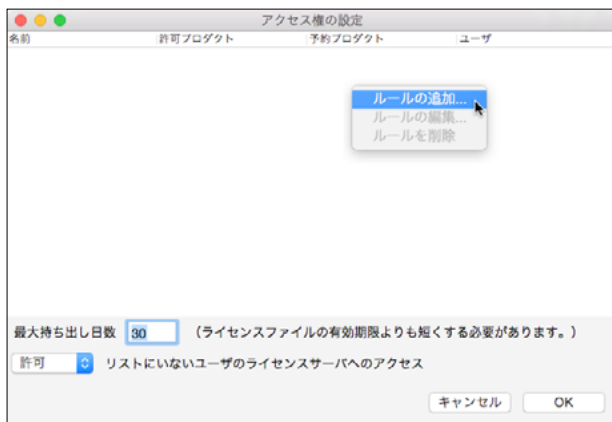 アクセス権の設定
名前 許可プロダクト 予約プロダクト ユーザ
ルールの追加...
ルールの編集...
ルールを削除
最大持ち出し日数 30 （ライセンスファイルの有効期限よりも短くする必要があります。）
許可 リストにいないユーザのライセンスサーバへのアクセス
キャンセル OK